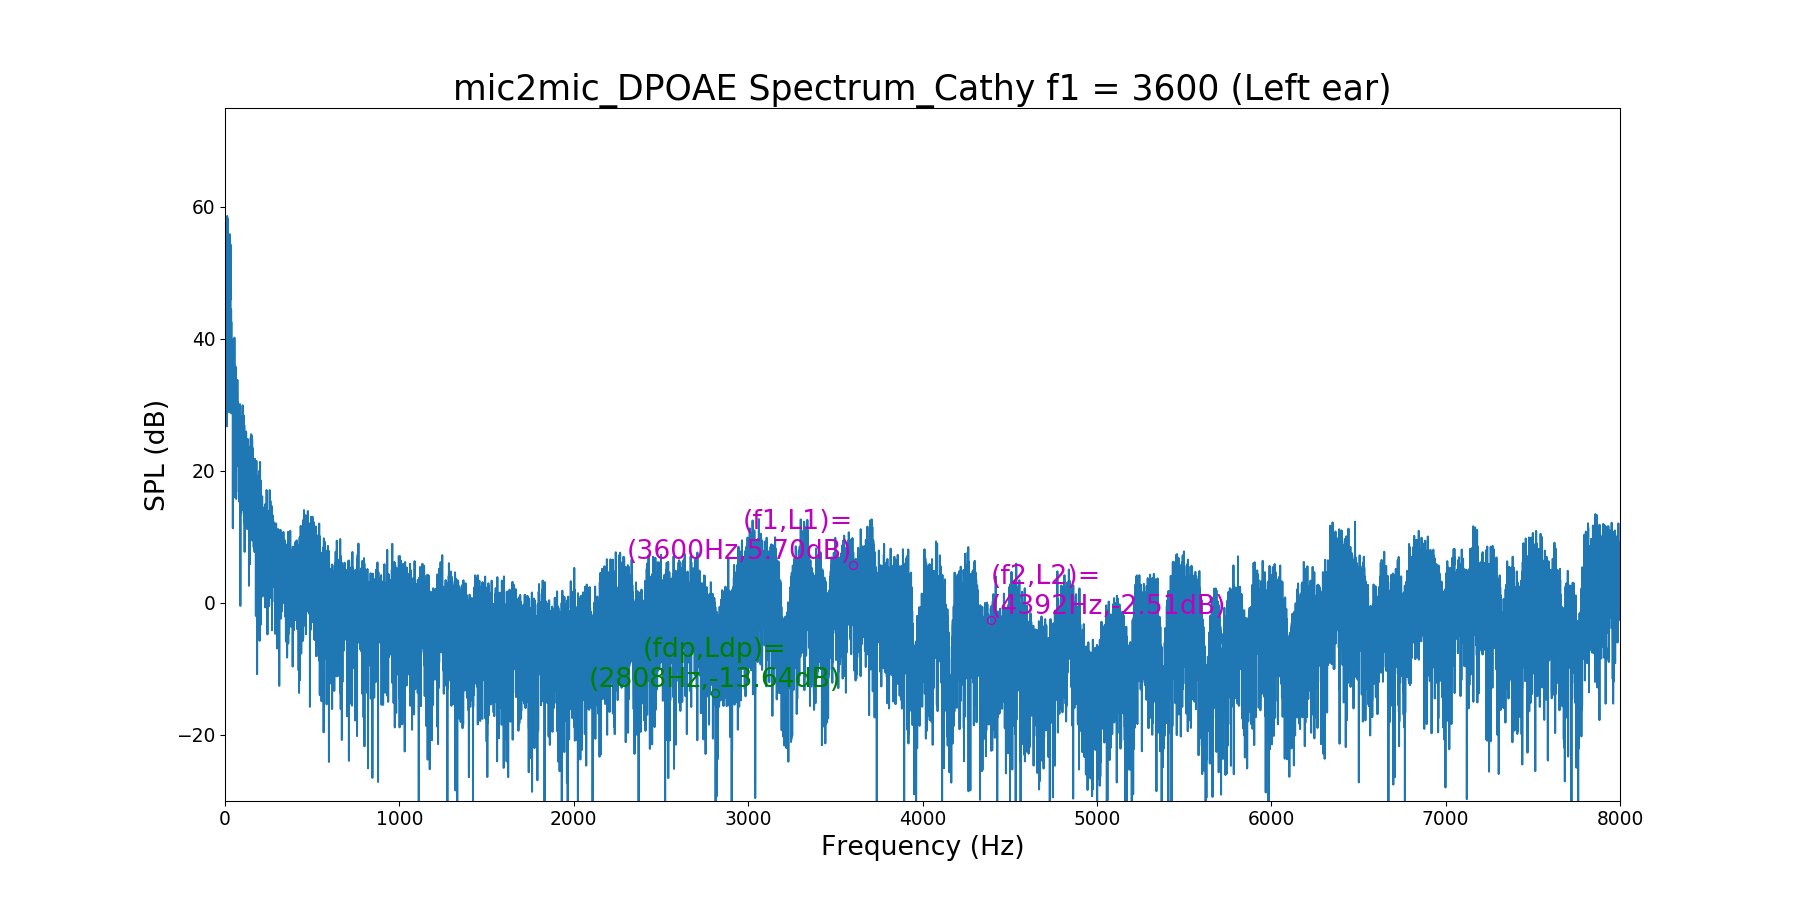 mic2mic_DPOAE Spectrum_Cathy f1 = 3600 (Left ear)
SPL (dB)
60
40
20
0
−20
(f1,L1)=
(3600Hz,5.70dB)
(f2,L2)=
(4392Hz,-2.51dB)
(fdp,Ldp)=
(2808Hz,-13.64dB)
0 1000 2000 3000 4000 5000 6000 7000 8000
Frequency (Hz)